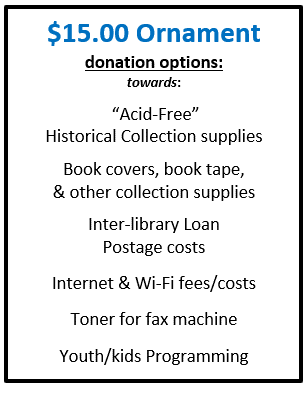 $15.00 Ornament
donation options:
towards:
“Acid-Free”
Historical Collection supplies
Book covers, book tape,
& other collection supplies
Inter-library Loan
Postage costs
Internet & Wi-Fi fees/costs
Toner for fax machine
Youth/kids Programming